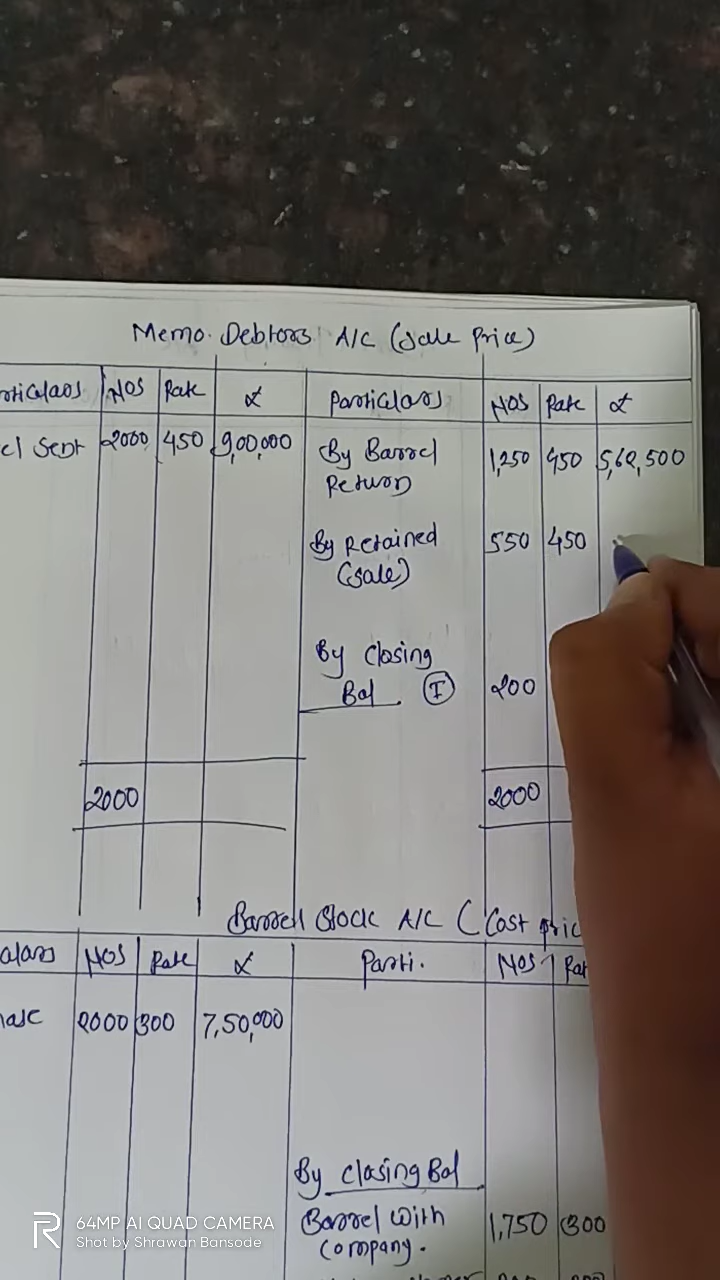 Memo. Debtors A/C (Sale Price)
NOS Rate ₹ Particulars NOS Rate ₹
Sent 2000 450 9,00,000 By Barrel 1,250 450 5,62,500
Return
By Retained 550 450
(Sale)
By Closing
Bal. I 200
2000 2000
Barrel Stock A/C (Cost pric
NOS Rate ₹ Parti. NOS Rat
2000 300 7,50,000
By Closing Bal
Barrel with 1,750 300
company.
R 64MP AI QUAD CAMERA
Shot by Shrawan Bansode